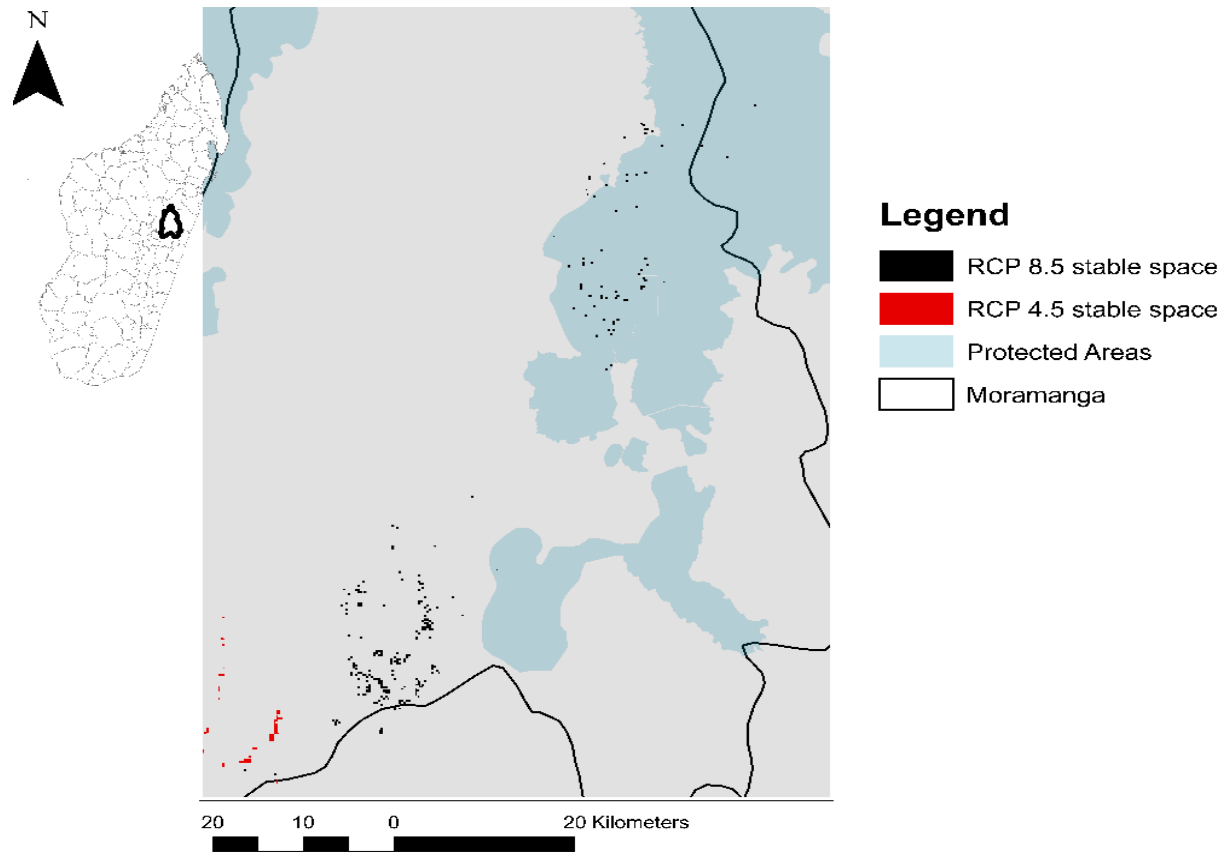 N
Legend
RCP 8.5 stable space
RCP 4.5 stable space
Protected Areas
Moramanga
20 10 0 20 Kilometers